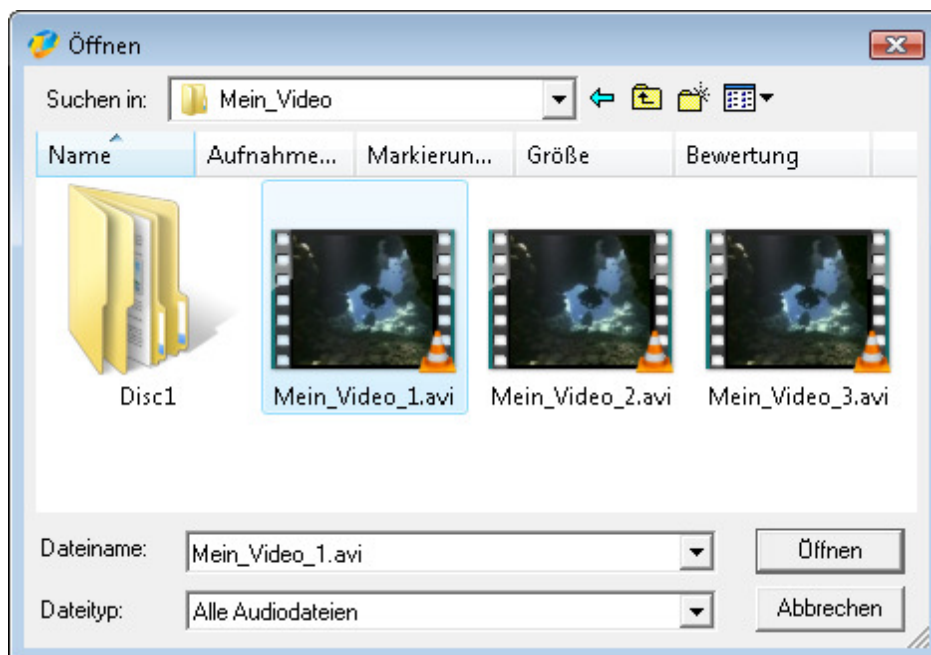 Öffnen
Suchen in: Mein_Video
Name Aufnahme... Markierun... Größe Bewertung
Disc1 Mein_Video_1.avi Mein_Video_2.avi Mein_Video_3.avi
Dateiname: Mein_Video_1.avi Öffnen
Dateityp: Alle Audiodateien Abbrechen